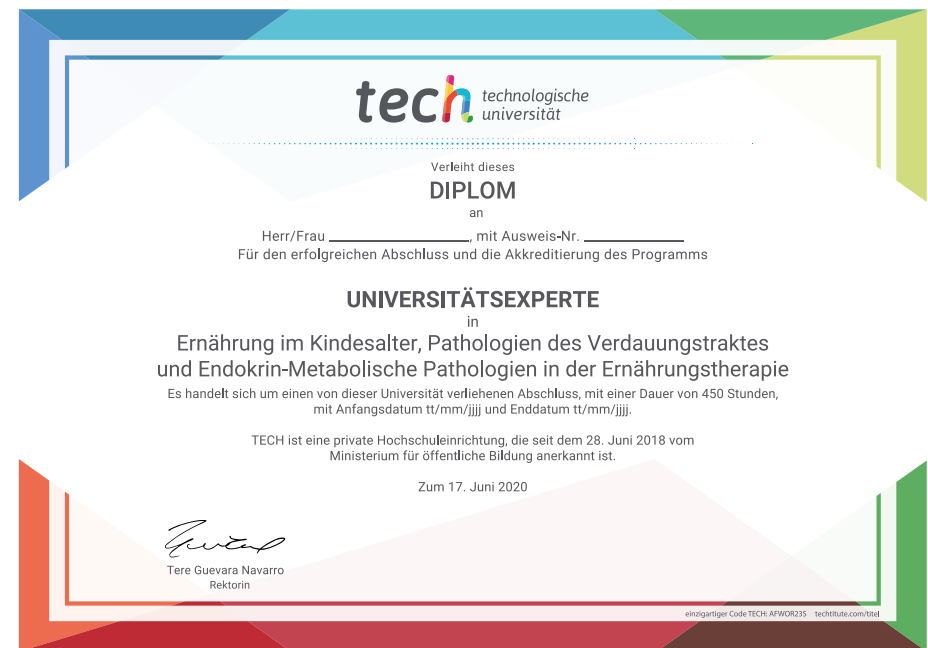 tech technologische
universität
Verleiht dieses
DIPLOM
an
Herr/Frau ____________________, mit Ausweis-Nr. ______________
Für den erfolgreichen Abschluss und die Akkreditierung des Programms
UNIVERSITÄTSEXPERTE
in
Ernährung im Kindesalter, Pathologien des Verdauungstraktes
und Endokrin-Metabolische Pathologien in der Ernährungstherapie
Es handelt sich um einen von dieser Universität verliehenen Abschluss, mit einer Dauer von 450 Stunden,
mit Anfangsdatum tt/mm/jjjj und Enddatum tt/mm/jjjj.
TECH ist eine private Hochschuleinrichtung, die seit dem 28. Juni 2018 vom
Ministerium für öffentliche Bildung anerkannt ist.
Zum 17. Juni 2020
Tere Guevara Navarro
Rektorin
einzigartiger Code TECH: AFWOR23S techtitute.com/titel